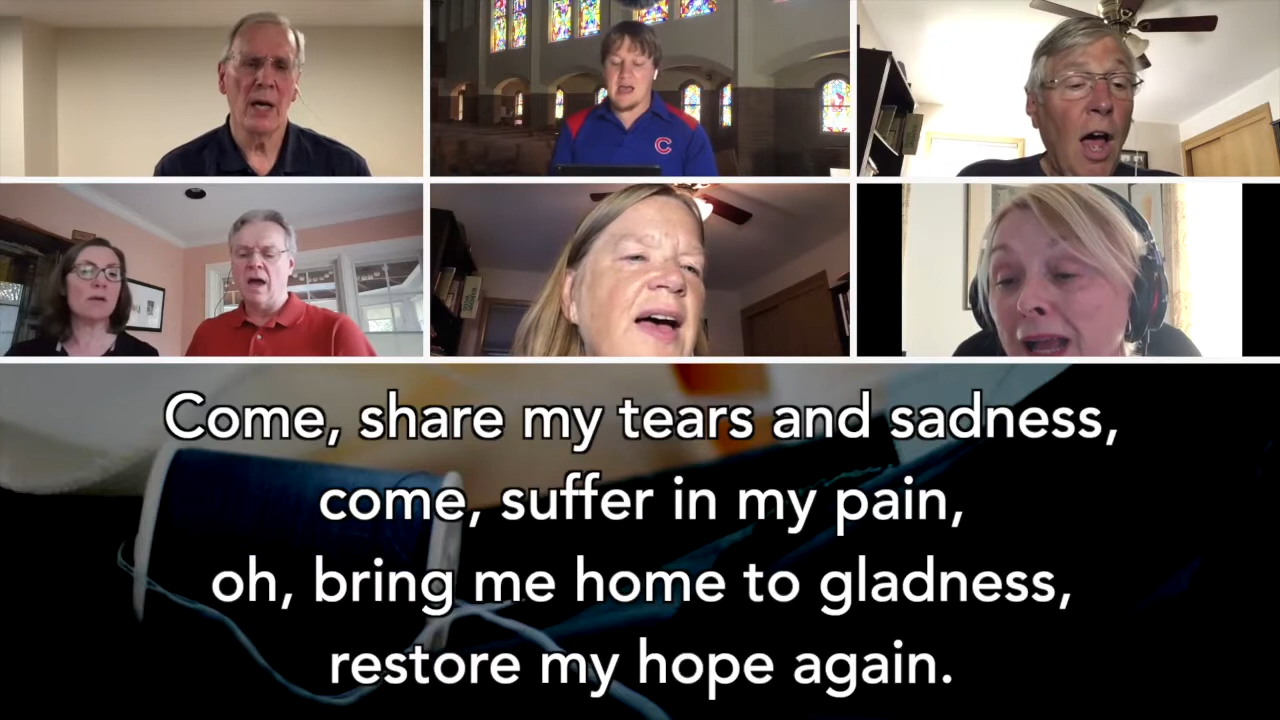 C
Come, share my tears and sadness,
come, suffer in my pain,
oh, bring me home to gladness,
restore my hope again.